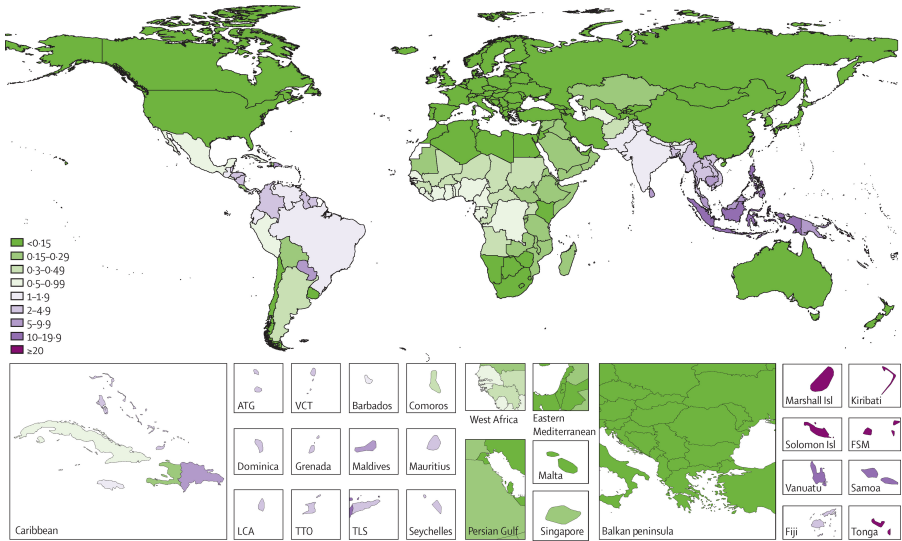 <0·15
0·15–0·29
0·3–0·49
0·5–0·99
1–1·9
2–4·9
5–9·9
10–19·9
≥20
Caribbean
ATG
VCT
Barbados
Comoros
Dominica
Grenada
Maldives
Mauritius
LCA
TTO
TLS
Seychelles
West Africa
Eastern
Mediterranean
Persian Gulf
Malta
Singapore
Balkan peninsula
Marshall Isl
Kiribati
Solomon Isl
FSM
Vanuatu
Samoa
Fiji
Tonga